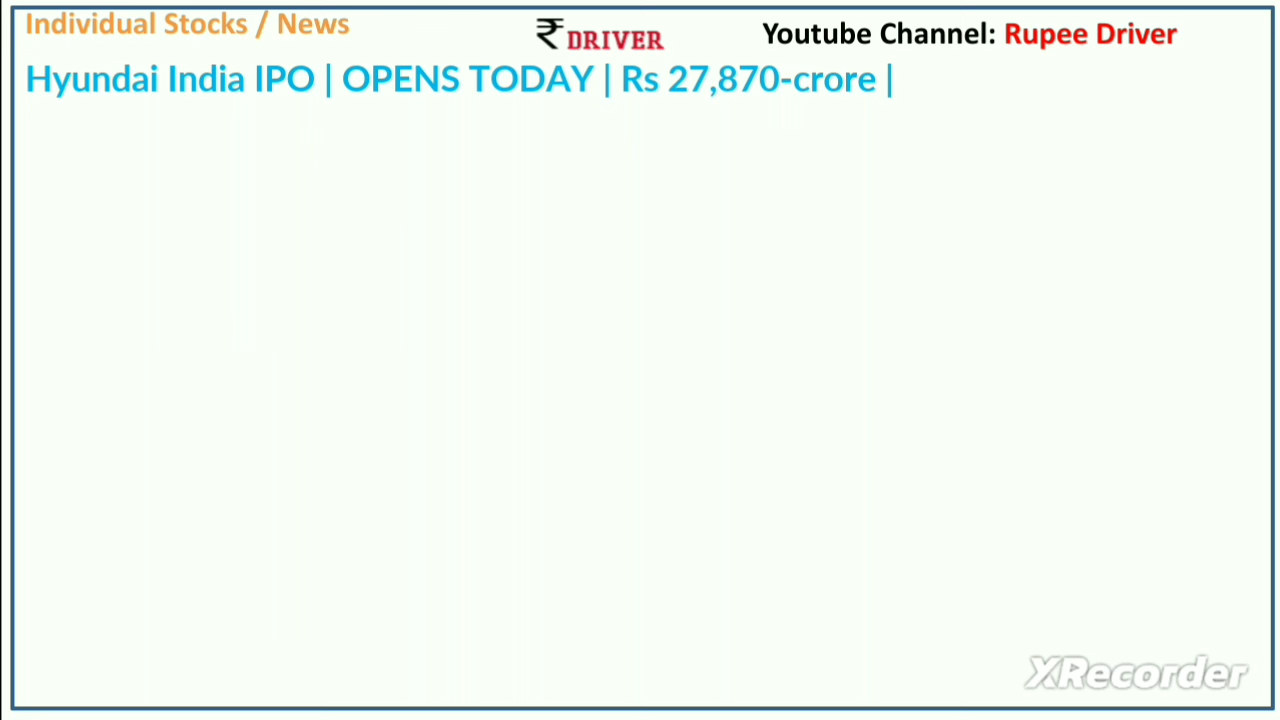 Individual Stocks / News
₹ DRIVER
Youtube Channel: Rupee Driver
Hyundai India IPO | OPENS TODAY | Rs 27,870-crore |
XRecorder